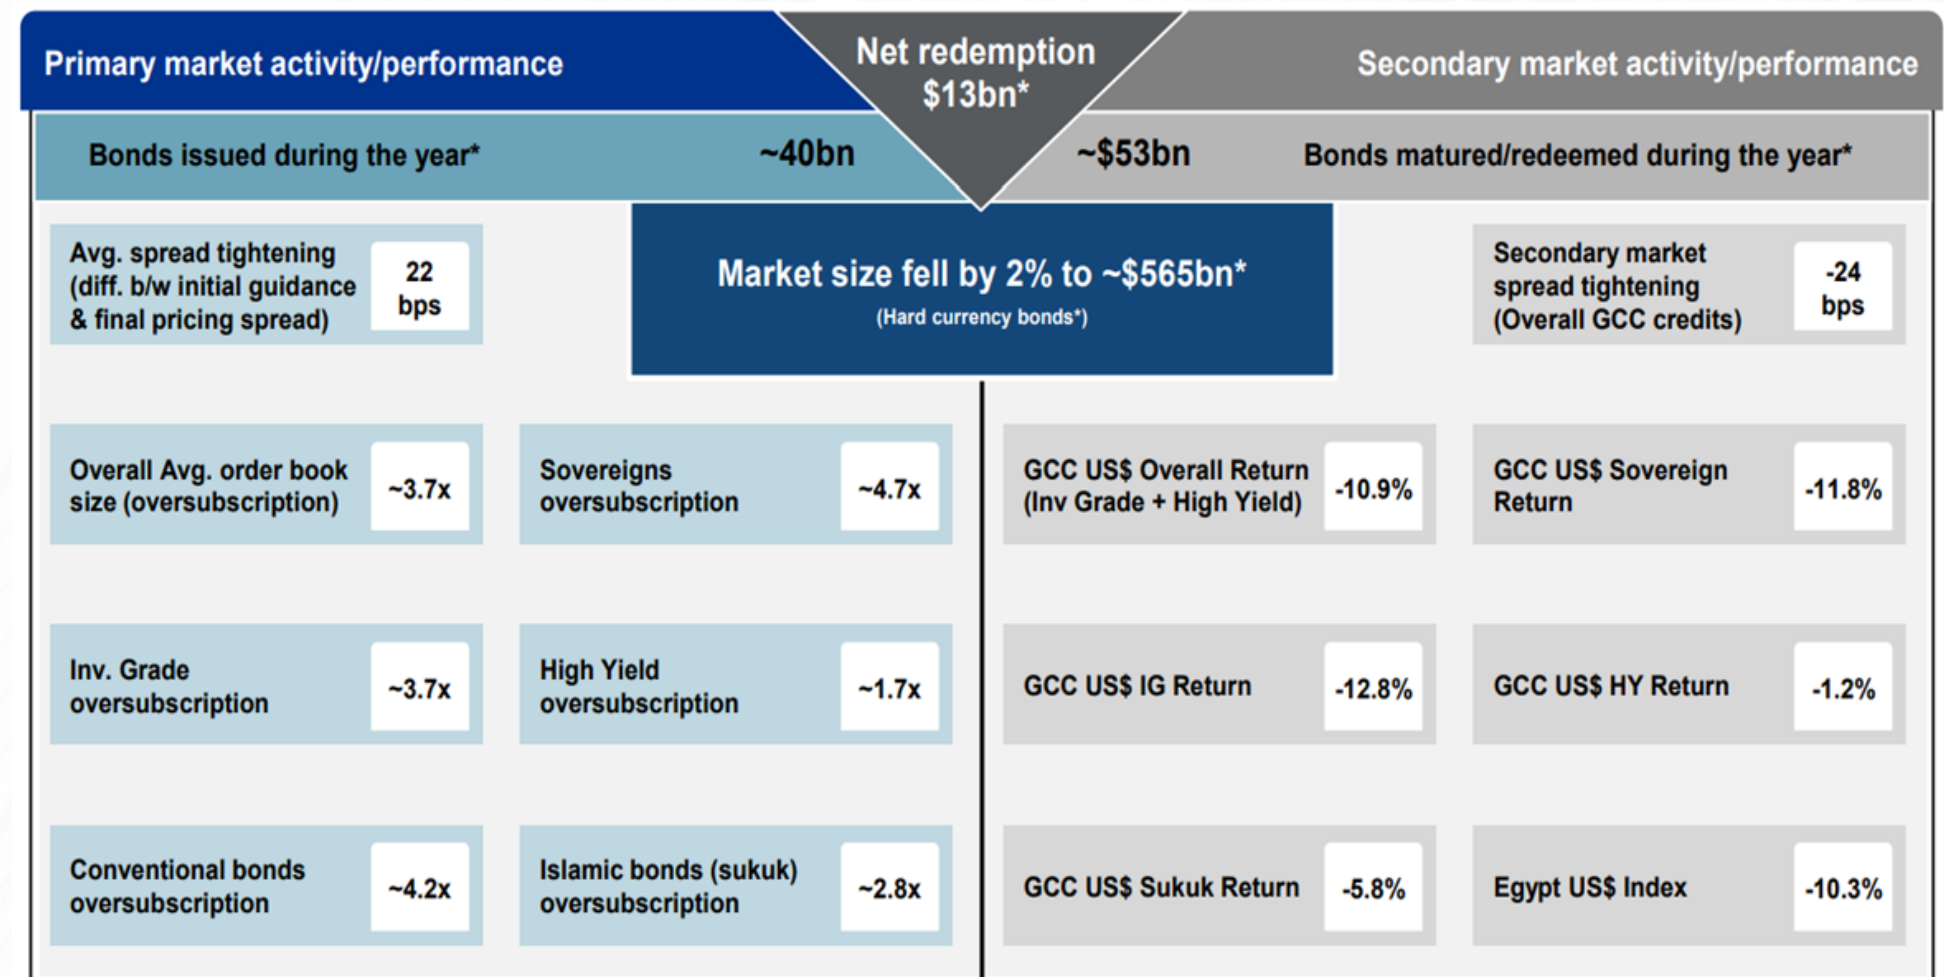 Primary market activity/performance
Net redemption
$13bn*
Secondary market activity/performance
Bonds issued during the year*
~40bn
~$53bn
Bonds matured/redeemed during the year*
Market size fell by 2% to ~$565bn*
(Hard currency bonds*)
Avg. spread tightening
(diff. b/w initial guidance
& final pricing spread)
22
bps
Secondary market
spread tightening
(Overall GCC credits)
-24
bps
Overall Avg. order book
size (oversubscription)
~3.7x
Sovereigns
oversubscription
~4.7x
GCC US$ Overall Return
(Inv Grade + High Yield)
-10.9%
GCC US$ Sovereign
Return
-11.8%
Inv. Grade
oversubscription
~3.7x
High Yield
oversubscription
~1.7x
GCC US$ IG Return
-12.8%
GCC US$ HY Return
-1.2%
Conventional bonds
oversubscription
~4.2x
Islamic bonds (sukuk)
oversubscription
~2.8x
GCC US$ Sukuk Return
-5.8%
Egypt US$ Index
-10.3%